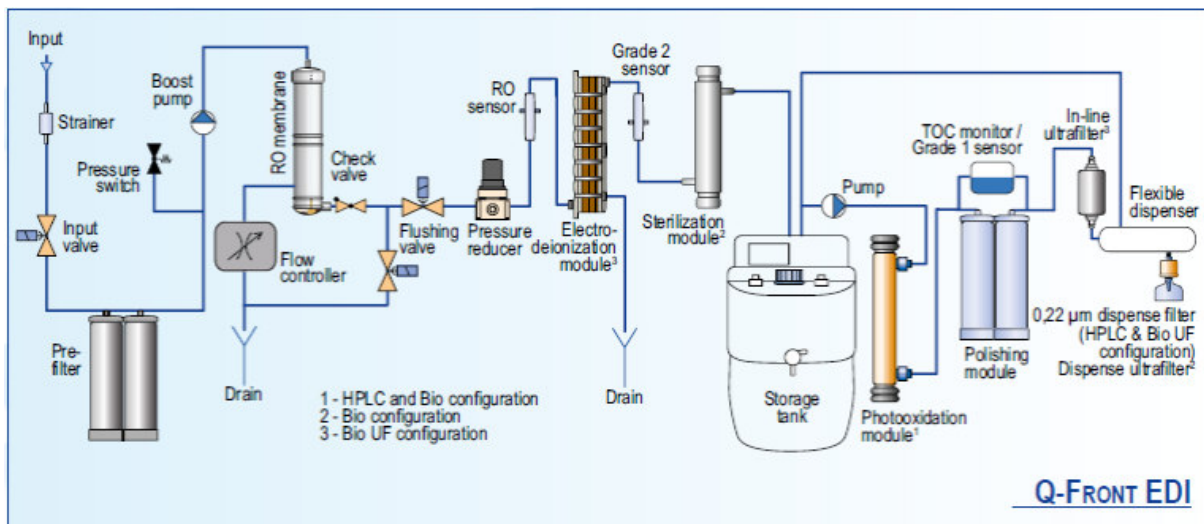 Input
Strainer
Pressure
switch
Input
valve
Pre-
filter
Boost
pump
RO membrane
Check
valve
Flow
controller
Drain
Flushing
valve
Pressure
reducer
RO
sensor
Electro-
deionization
module³
Drain
Grade 2
sensor
Sterilization
module²
1 - HPLC and Bio configuration
2 - Bio configuration
3 - Bio UF configuration
Storage
tank
Pump
Photooxidation
module¹
TOC monitor /
Grade 1 sensor
Polishing
module
In-line
ultrafilter³
Flexible
dispenser
0,22 µm dispense filter
(HPLC & Bio UF
configuration)
Dispense ultrafilter²
Q-FRONT EDI